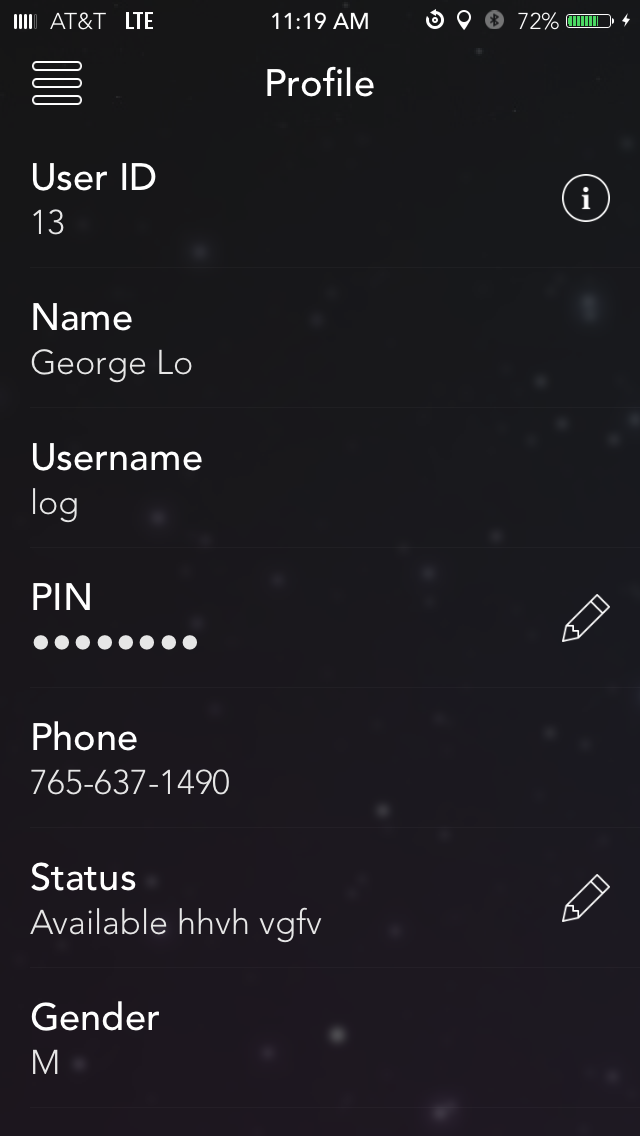 AT&T LTE 11:19 AM 72%
Profile
User ID
13
i
Name
George Lo
Username
log
PIN
●●●●●●●●
Phone
765-637-1490
Status
Available hhvh vgfv
Gender
M